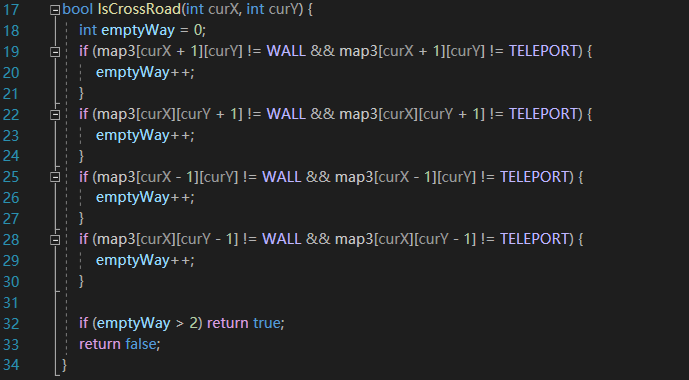 17 bool IsCrossRoad(int curX, int curY) {
18 int emptyWay = 0;
19 if (map3[curX + 1][curY] != WALL && map3[curX + 1][curY] != TELEPORT) {
20 emptyWay++;
21 }
22 if (map3[curX][curY + 1] != WALL && map3[curX][curY + 1] != TELEPORT) {
23 emptyWay++;
24 }
25 if (map3[curX - 1][curY] != WALL && map3[curX - 1][curY] != TELEPORT) {
26 emptyWay++;
27 }
28 if (map3[curX][curY - 1] != WALL && map3[curX][curY - 1] != TELEPORT) {
29 emptyWay++;
30 }
31
32 if (emptyWay > 2) return true;
33 return false;
34 }